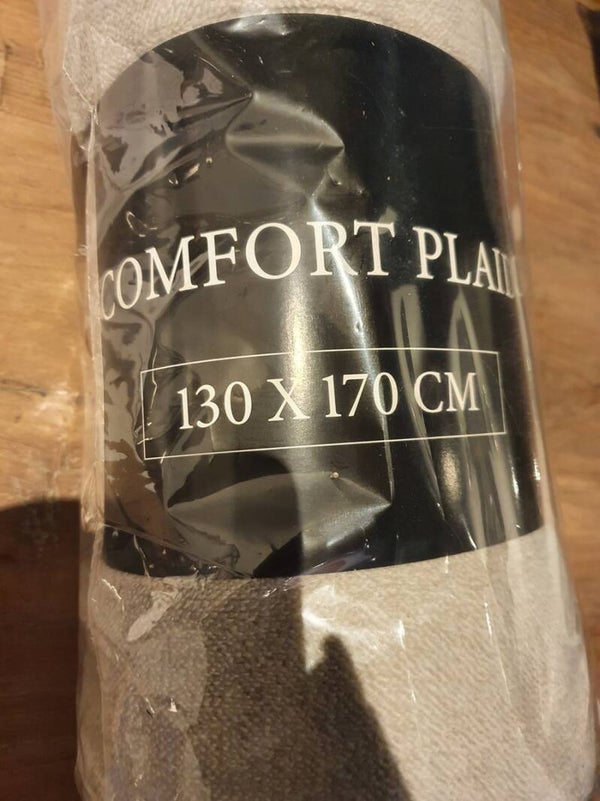 COMFORT PLAID
130 X 170 CM